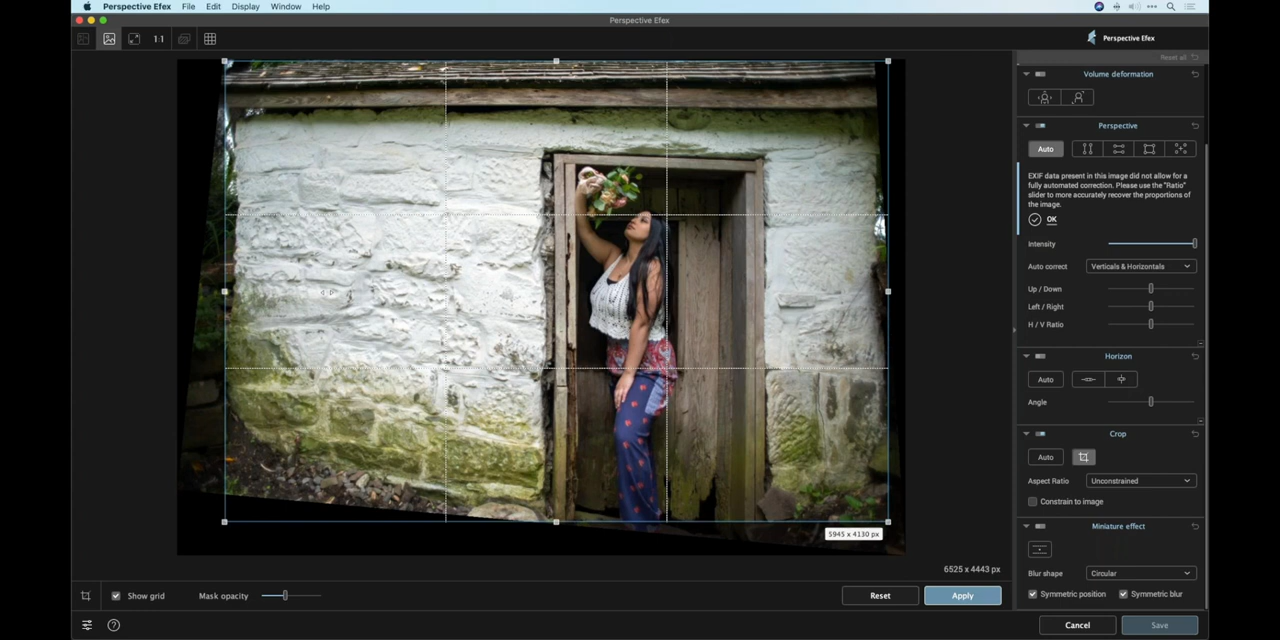 Perspective Efex File Edit Display Window Help
Perspective Efex
1:1
Perspective Efex
Reset all
Volume deformation
Perspective
Auto
EXIF data present in this image did not allow for a
fully automated correction. Please use the "Ratio"
slider to more accurately recover the proportions of
the image.
OK
Intensity
Auto correct Verticals & Horizontals
Up / Down
Left / Right
H / V Ratio
Horizon
Auto
Angle
Crop
Auto
Aspect Ratio Unconstrained
Constrain to image
Miniature effect
Blur shape Circular
Symmetric position Symmetric blur
5945 x 4130 px
6525 x 4443 px
Show grid Mask opacity Reset Apply
Cancel Save